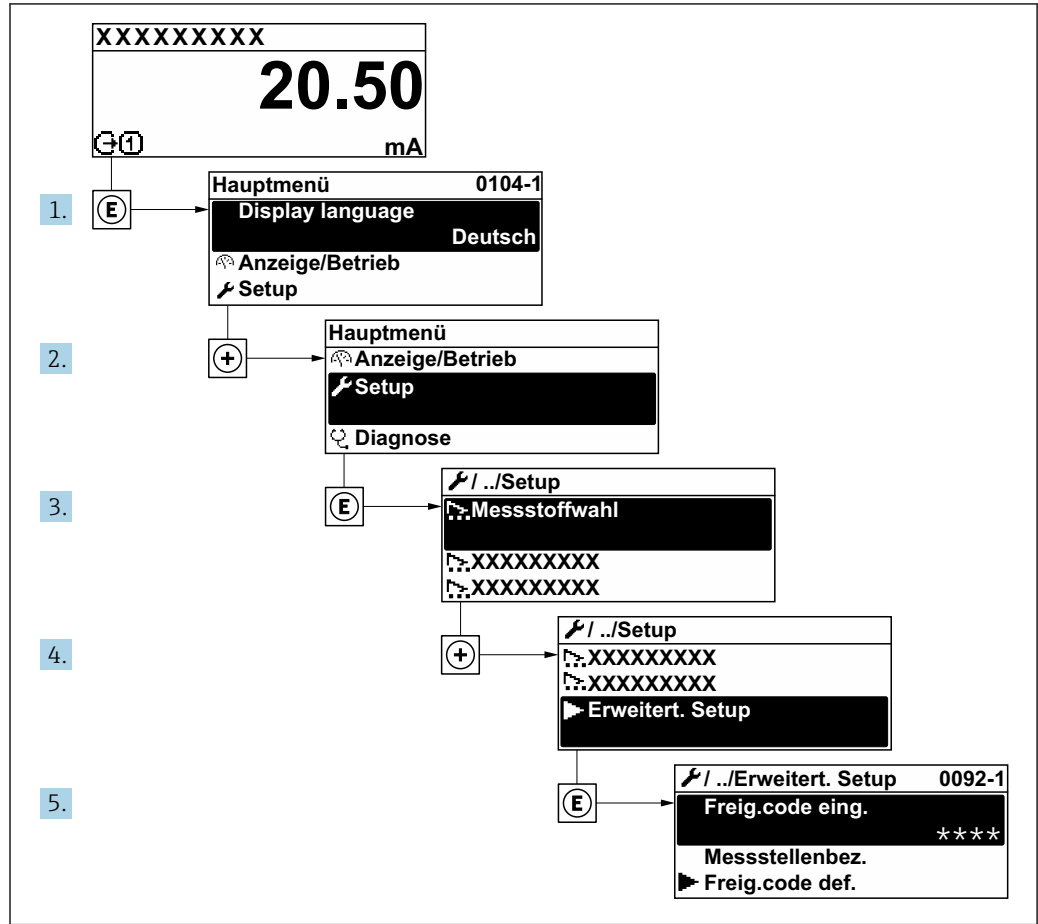 XXXXXXXXX
20.50
1 mA
1. E
Hauptmenü 0104-1
Display language
Deutsch
Anzeige/Betrieb
Setup
2. +
Hauptmenü
Anzeige/Betrieb
Setup
Diagnose
3. E
/ ../Setup
Messstoffwahl
XXXXXXXXX
XXXXXXXXX
4. +
/ ../Setup
XXXXXXXXX
XXXXXXXXX
Erweitert. Setup
5. E
/ ../Erweitert. Setup 0092-1
Freig.code eing.
****
Messstellenbez.
Freig.code def.